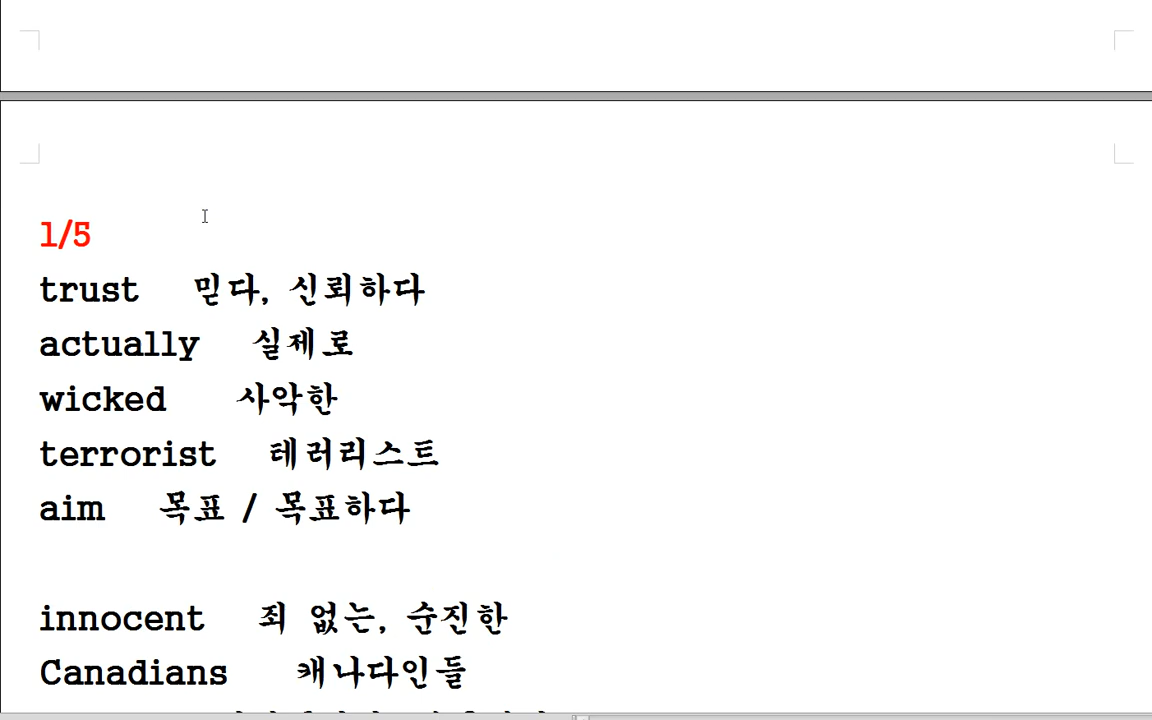 1/5
trust 믿다, 신뢰하다
actually 실제로
wicked 사악한
terrorist 테러리스트
aim 목표 / 목표하다
innocent 죄 없는, 순진한
Canadians 캐나다인들